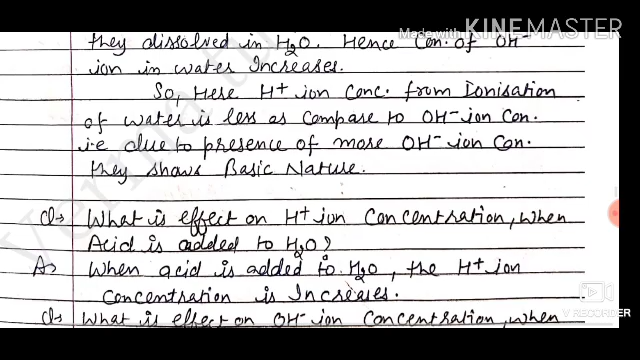 Made with KINEMASTER
they dissolved in H₂O. Hence Con. of OH⁻
ion in water Increases.
So, Here H⁺ ion Conc. from Ionisation
of water is less as compare to OH⁻ ion Con.
i.e due to presence of more OH⁻ ion Con.
they shows Basic Nature.
Q⇒ What is effect on H⁺ ion Concentration, when
Acid is added to H₂O?
A⇒ When acid is added to H₂O, the H⁺ ion
Concentration is Increases.
V RECORDER
Q⇒ What is effect on OH⁻ ion Concentration, when